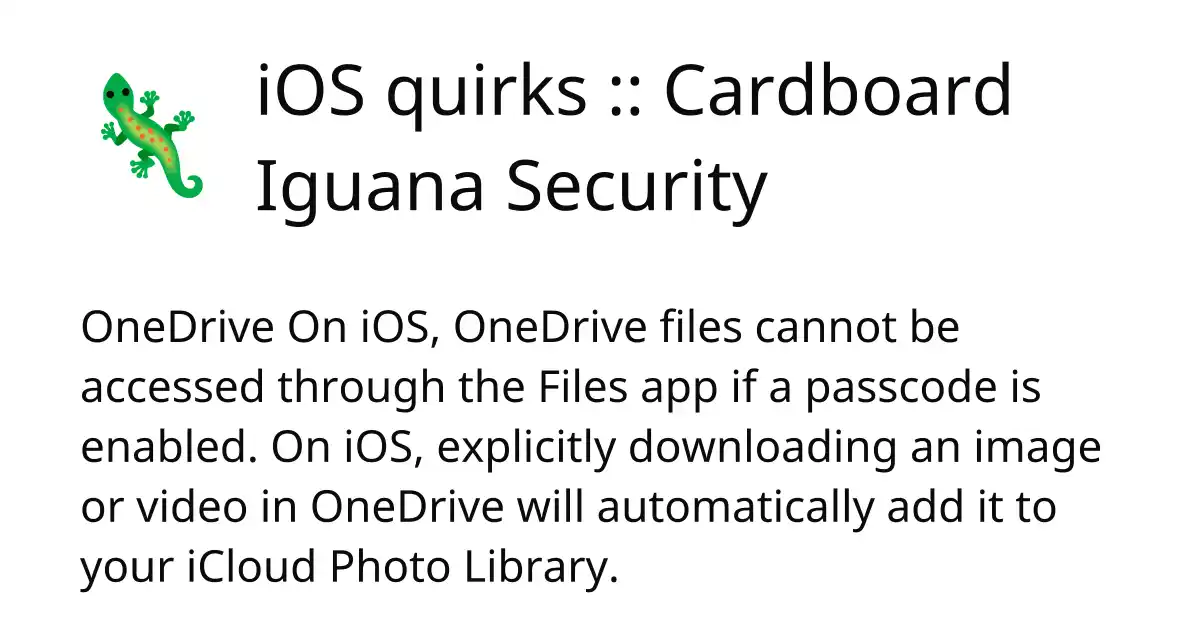 iOS quirks :: Cardboard
Iguana Security
OneDrive On iOS, OneDrive files cannot be
accessed through the Files app if a passcode is
enabled. On iOS, explicitly downloading an image
or video in OneDrive will automatically add it to
your iCloud Photo Library.